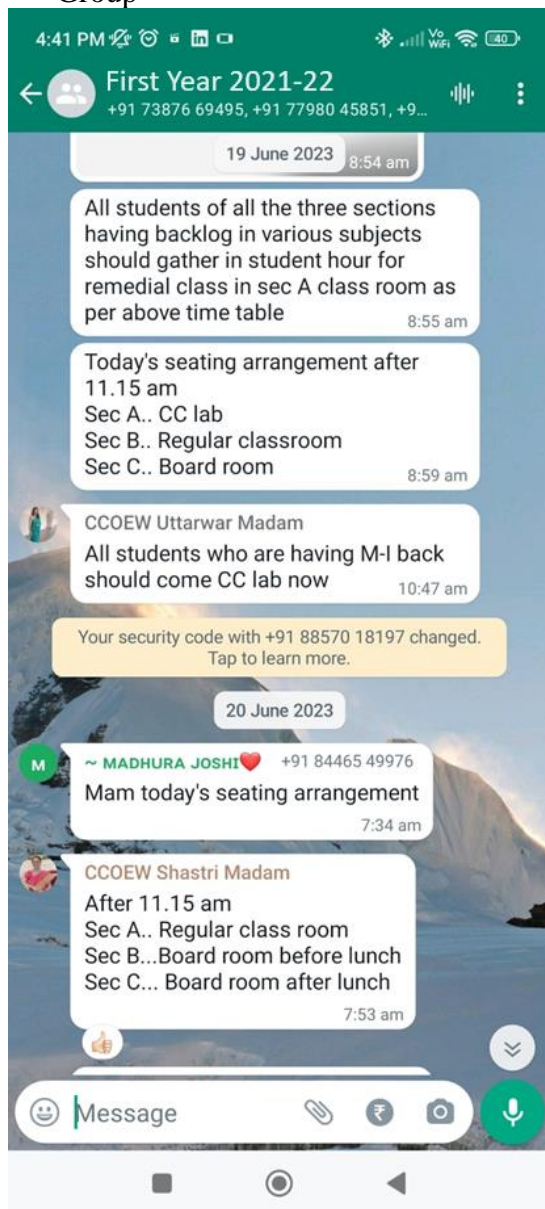 Group
4:41 PM
Vo
WiFi
40
First Year 2021-22
+91 73876 69495, +91 77980 45851, +9...
19 June 2023
8:54 am
All students of all the three sections
having backlog in various subjects
should gather in student hour for
remedial class in sec A class room as
per above time table
8:55 am
Today's seating arrangement after
11.15 am
Sec A.. CC lab
Sec B.. Regular classroom
Sec C.. Board room
8:59 am
CCOEW Uttarwar Madam
All students who are having M-I back
should come CC lab now
10:47 am
Your security code with +91 88570 18197 changed.
Tap to learn more.
20 June 2023
M
~ MADHURA JOSHI❤️ +91 84465 49976
Mam today's seating arrangement
7:34 am
CCOEW Shastri Madam
After 11.15 am
Sec A.. Regular class room
Sec B...Board room before lunch
Sec C... Board room after lunch
7:53 am
Message